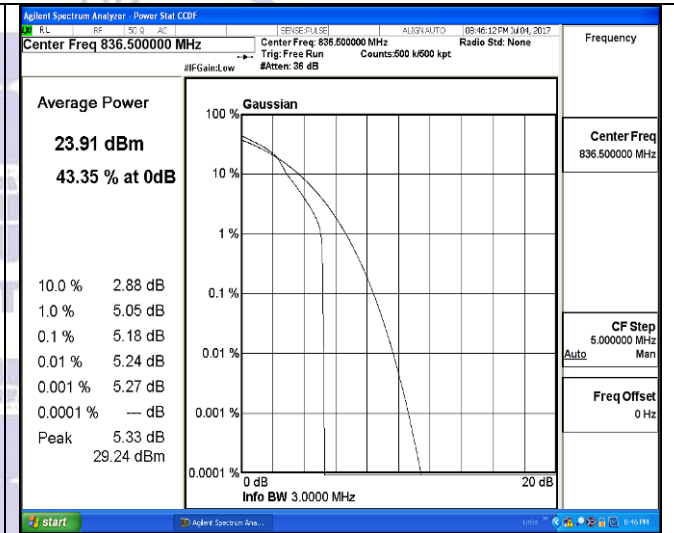 Agilent Spectrum Analyzer - Power Stat CCDF
RL RF 50 Ω AC SENSE:PULSE ALIGN AUTO 08:46:12 PM Jul 04, 2017
Center Freq 836.500000 MHz
Center Freq: 836.500000 MHz Radio Std: None
Trig: Free Run Counts:500 k/500 kpt
#IFGain:Low #Atten: 36 dB
Frequency
Average Power
23.91 dBm
43.35 % at 0dB
10.0 % 2.88 dB
1.0 % 5.05 dB
0.1 % 5.18 dB
0.01 % 5.24 dB
0.001 % 5.27 dB
0.0001 % --- dB
Peak 5.33 dB
29.24 dBm
Gaussian
100 %
10 %
1 %
0.1 %
0.01 %
0.001 %
0.0001 %
0 dB 20 dB
Info BW 3.0000 MHz
Center Freq
836.500000 MHz
CF Step
5.000000 MHz
Auto Man
Freq Offset
0 Hz
start Agilent Spectrum Ana... Links » 8:46 PM